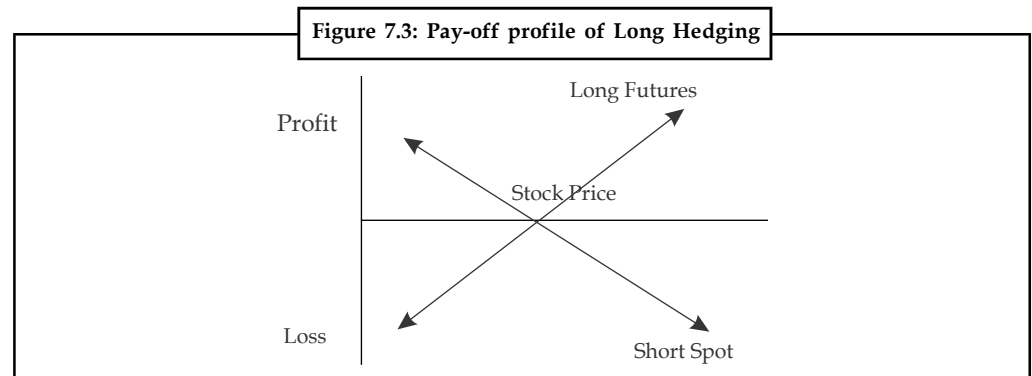 Figure 7.3: Pay-off profile of Long Hedging
Long Futures
Profit
Stock Price
Loss
Short Spot